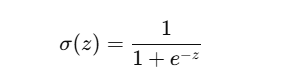 σ(z) = 1 / (1 + e^{-z})